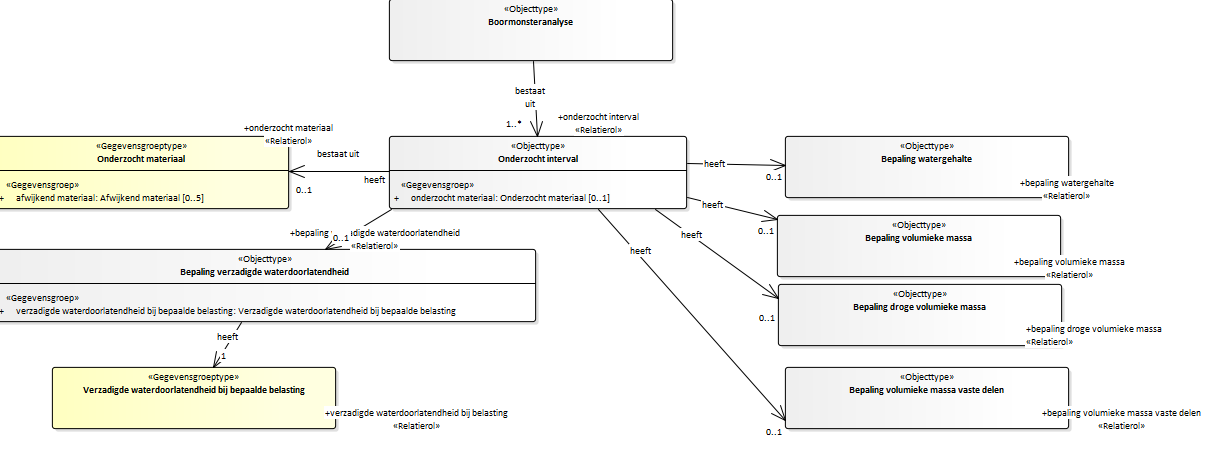 «Objecttype»
Boormonsteranalyse
bestaat
uit
1..*
+onderzocht interval
«Relatierol»
+onderzocht materiaal
«Relatierol»
«Gegevensgroeptype»
Onderzocht materiaal
«Gegevensgroep»
+ afwijkend materiaal: Afwijkend materiaal [0..5]
bestaat uit
heeft
0..1
«Objecttype»
Onderzocht interval
«Gegevensgroep»
+ onderzocht materiaal: Onderzocht materiaal [0..1]
heeft
0..1
«Objecttype»
Bepaling watergehalte
+bepaling watergehalte
«Relatierol»
heeft
0..1
«Objecttype»
Bepaling volumieke massa
+bepaling volumieke massa
«Relatierol»
heeft
0..1
«Objecttype»
Bepaling droge volumieke massa
+bepaling droge volumieke massa
«Relatierol»
heeft
0..1
«Objecttype»
Bepaling volumieke massa vaste delen
+bepaling volumieke massa vaste delen
«Relatierol»
+bepaling 0..1 digde waterdoorlatendheid
«Relatierol»
«Objecttype»
Bepaling verzadigde waterdoorlatendheid
«Gegevensgroep»
+ verzadigde waterdoorlatendheid bij bepaalde belasting: Verzadigde waterdoorlatendheid bij bepaalde belasting
heeft
1
«Gegevensgroeptype»
Verzadigde waterdoorlatendheid bij bepaalde belasting
+verzadigde waterdoorlatendheid bij belasting
«Relatierol»